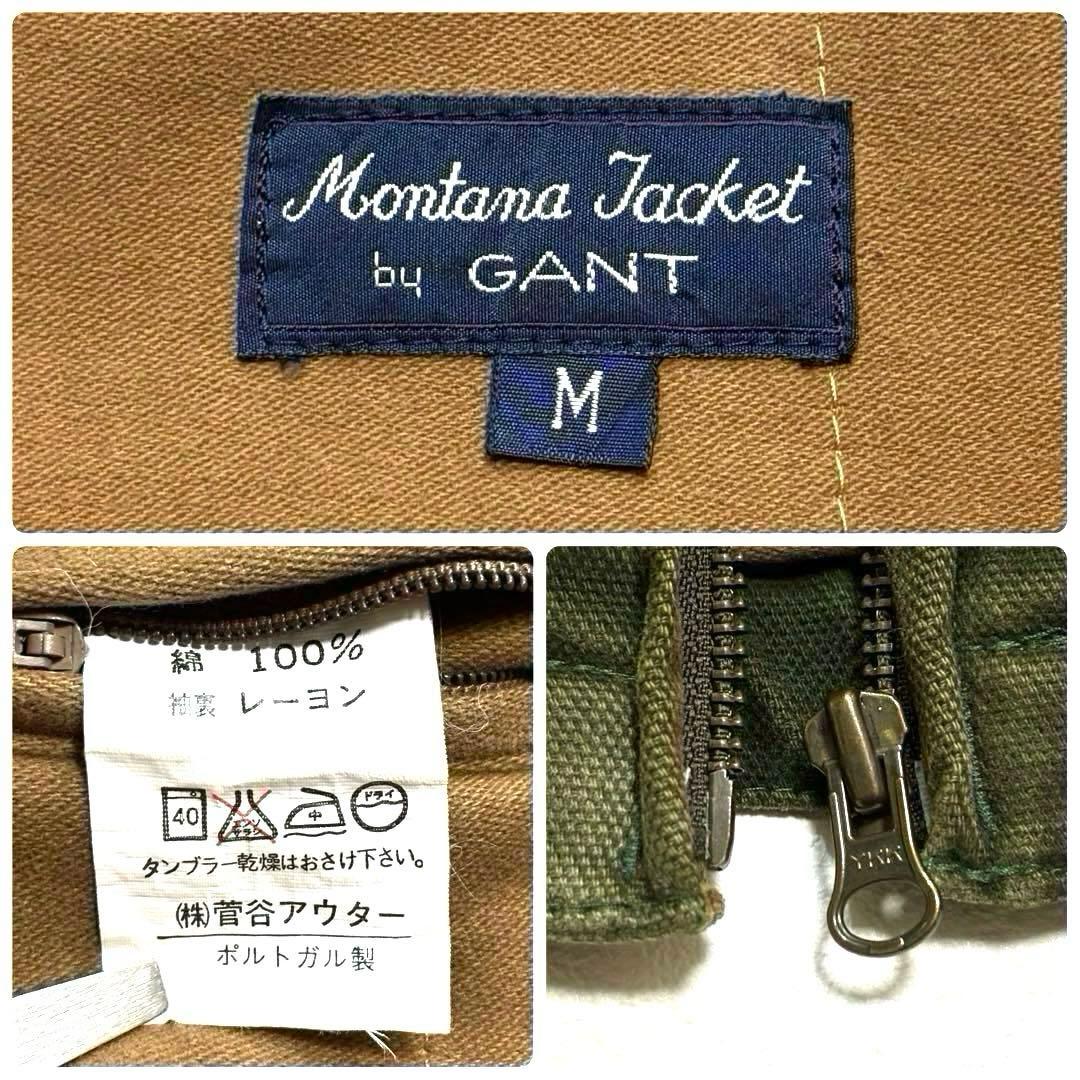 Montana Jacket
by GANT
M
綿 100%
袖裏 レーヨン
40 エンソ サラシ 中 ドライ
タンブラー乾燥はおさけ下さい。
(株)菅谷アウター
ポルトガル製
YKK